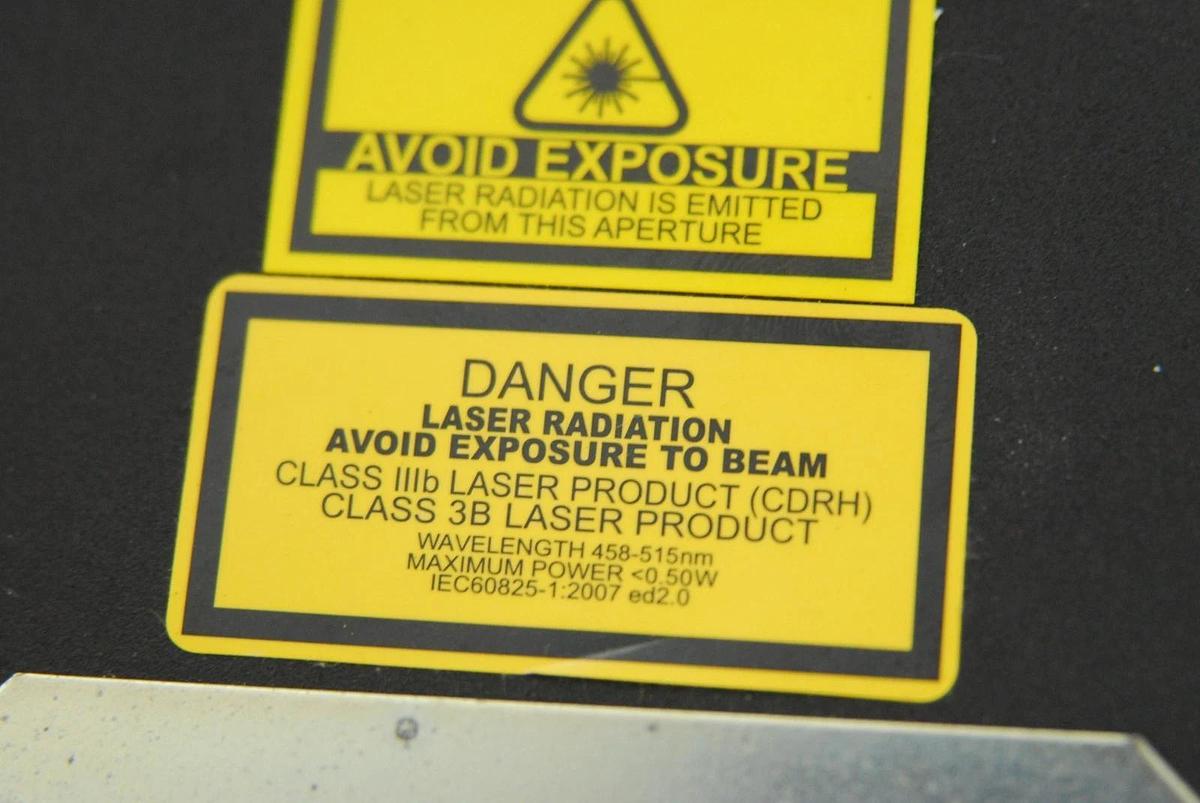 AVOID EXPOSURE
LASER RADIATION IS EMITTED
FROM THIS APERTURE
DANGER
LASER RADIATION
AVOID EXPOSURE TO BEAM
CLASS IIIb LASER PRODUCT (CDRH)
CLASS 3B LASER PRODUCT
WAVELENGTH 458-515nm
MAXIMUM POWER <0.50W
IEC60825-1:2007 ed2.0